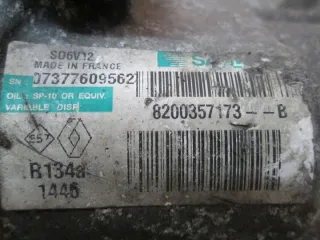 SD6V12
MADE IN FRANCE
SN: 07377609562
OIL: SP-10 OR EQUIV.
VARIABLE DISP.
8200357173--B
R134a
1446